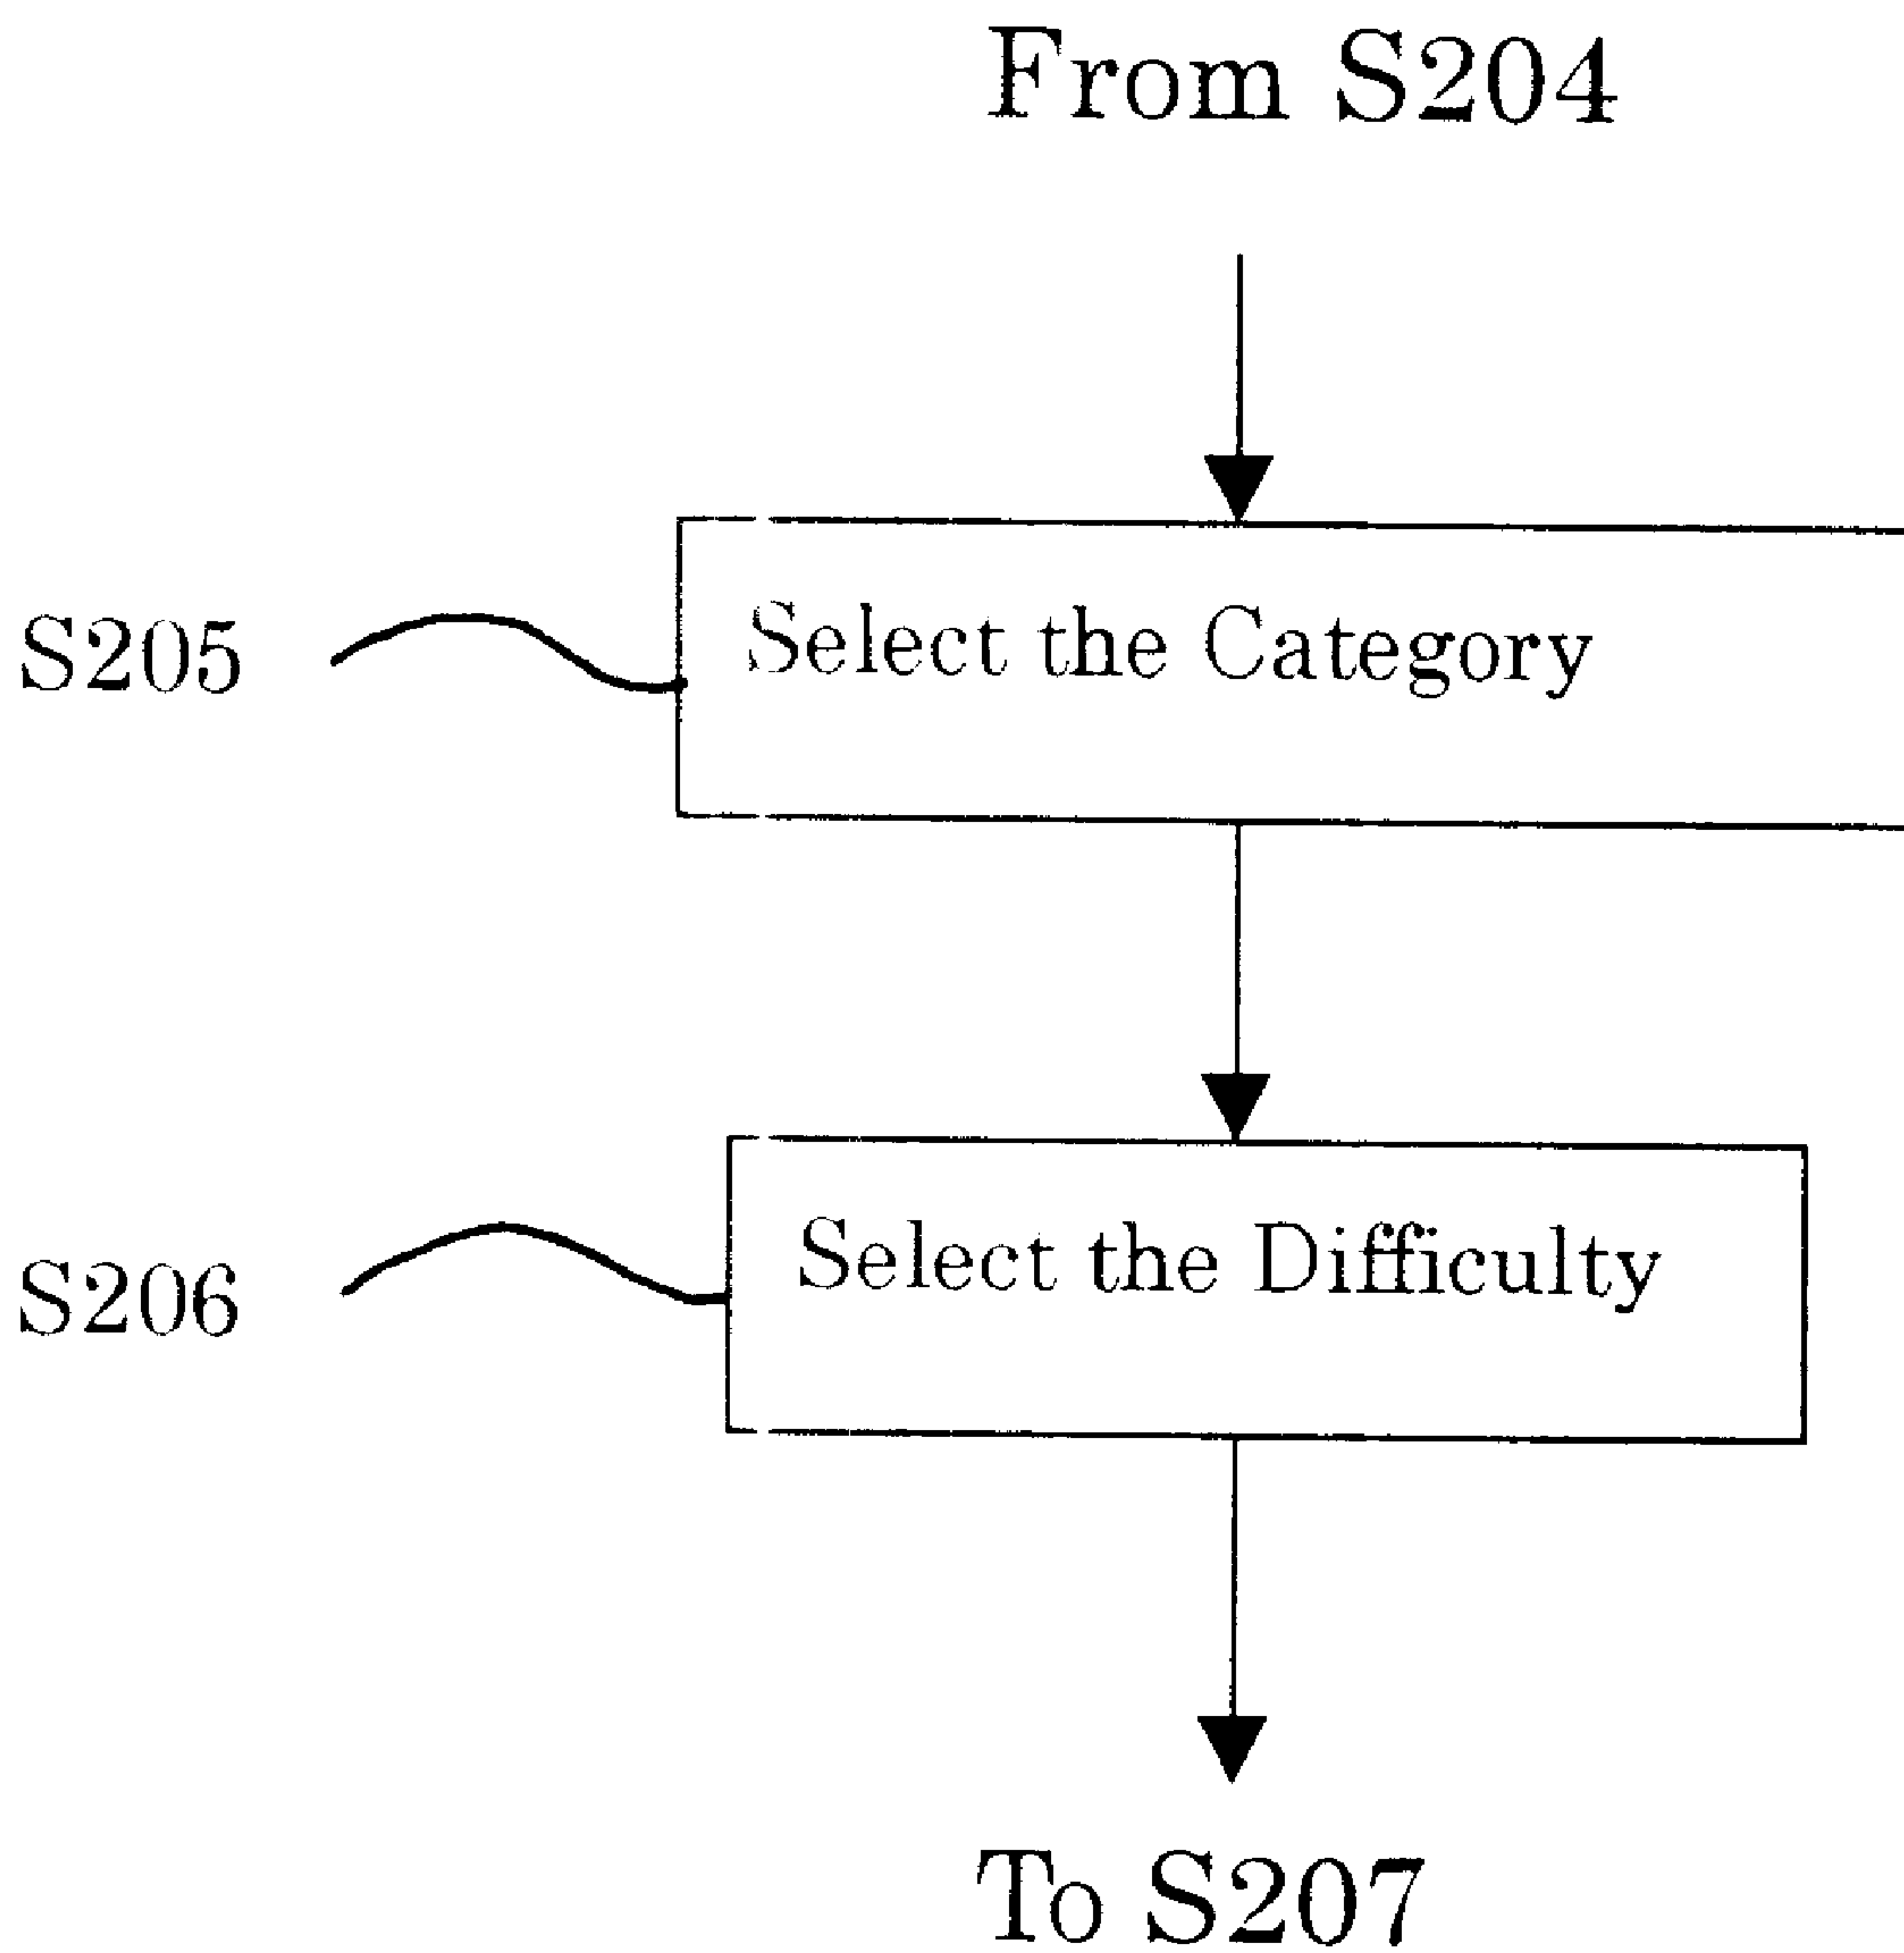 From S204
S205
Select the Category
S206
Select the Difficulty
To S207